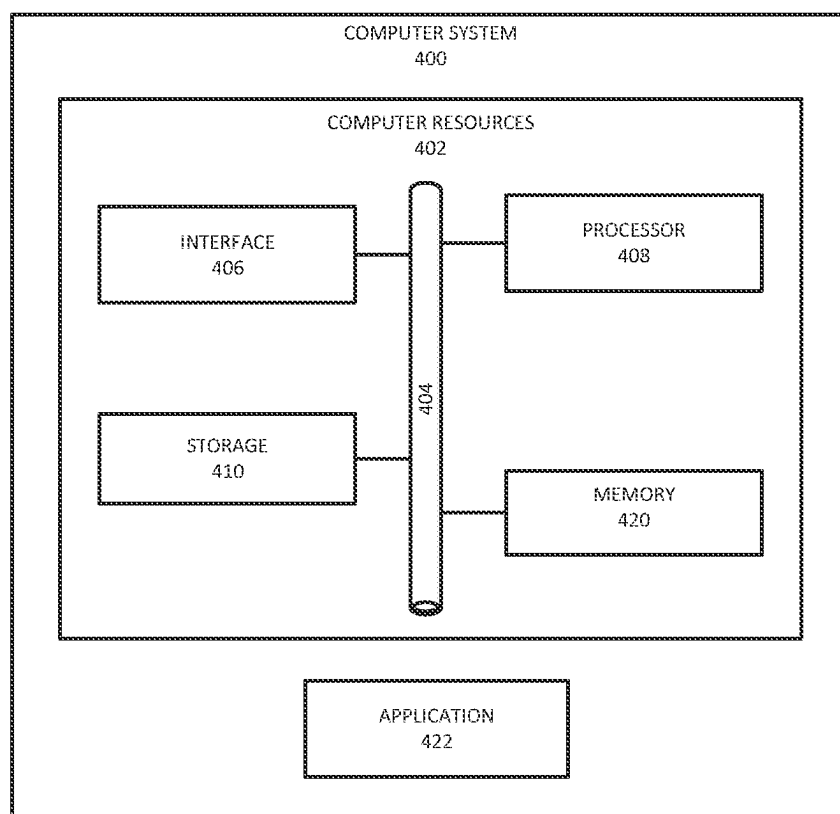 COMPUTER SYSTEM
400
COMPUTER RESOURCES
402
INTERFACE
406
PROCESSOR
408
404
STORAGE
410
MEMORY
420
APPLICATION
422